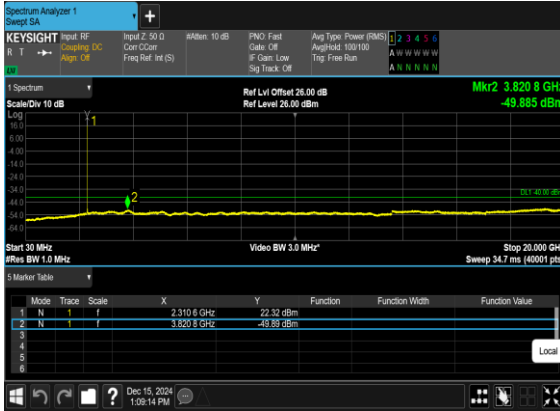 Spectrum Analyzer 1
Swept SA
+
KEYSIGHT Input: RF Input Z: 50 Ω #Atten: 10 dB PNO: Fast Avg Type: Power (RMS) 1 2 3 4 5 6
R T Coupling: DC Corr CCorr Gate: Off Avg|Hold: 100/100 A W W W W W
Align: Off Freq Ref: Int (S) IF Gain: Low Trig: Free Run
Sig Track: Off A N N N N N
1 Spectrum Ref Lvl Offset 26.00 dB Mkr2 3.820 8 GHz
Scale/Div 10 dB Ref Level 26.00 dBm -49.885 dBm
Log
1
16.0
6.00
-4.00
-14.0
-24.0
-34.0
DL1 -40.00 dBm
-44.0
2
-54.0
-64.0
Start 30 MHz Video BW 3.0 MHz* Stop 20.000 GH
#Res BW 1.0 MHz Sweep 34.7 ms (40001 pts
5 Marker Table
Mode Trace Scale X Y Function Function Width Function Value
1 N 1 f 2.310 6 GHz 22.32 dBm
2 N 1 f 3.820 8 GHz -49.89 dBm
3
4
5
6
Local
? Dec 15, 2024
1:09:14 PM